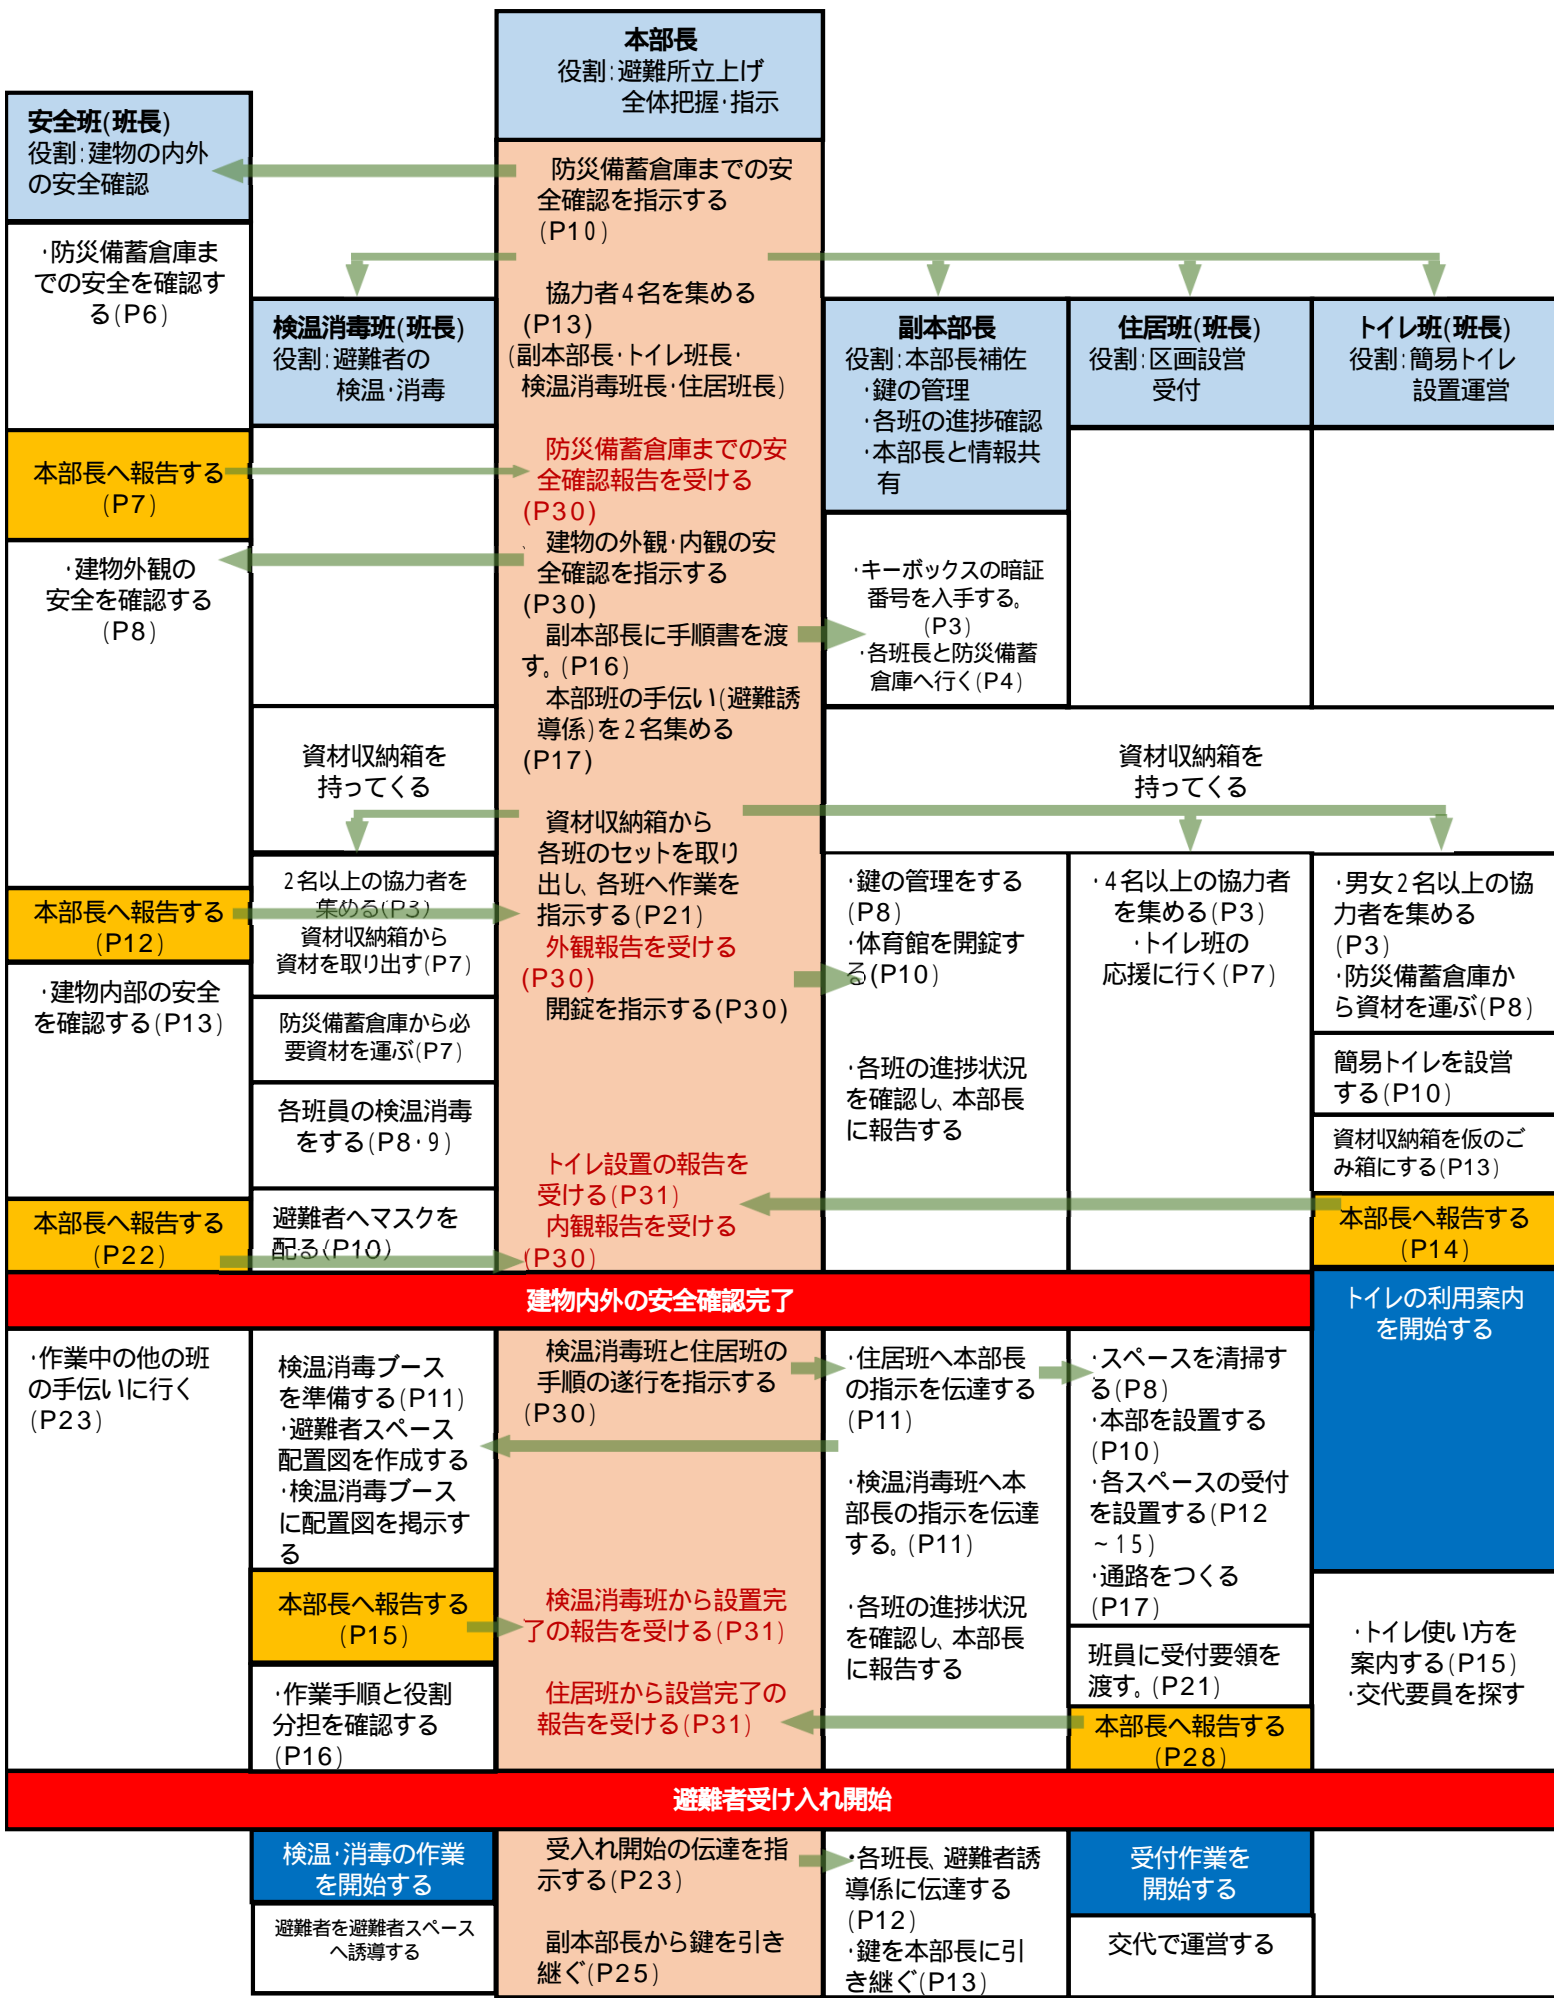 本部長
役割:避難所立上げ
全体把握・指示
安全班(班長)
役割:建物の内外
の安全確認
防災備蓄倉庫までの安
全確認を指示する
(P10)
・防災備蓄倉庫ま
での安全を確認す
る(P6)
協力者4名を集める
(P13)
(副本部長・トイレ班長・
検温消毒班長・住居班長)
検温消毒班(班長)
役割:避難者の
検温・消毒
副本部長
役割:本部長補佐
・鍵の管理
・各班の進捗確認
・本部長と情報共
有
住居班(班長)
役割:区画設営
受付
トイレ班(班長)
役割:簡易トイレ
設置運営
本部長へ報告する
(P7)
防災備蓄倉庫までの安
全確認報告を受ける
(P30)
建物の外観・内観の安
全確認を指示する
(P30)
・建物外観の
安全を確認する
(P8)
副本部長に手順書を渡
す。(P16)
・キーボックスの暗証
番号を入手する。
(P3)
・各班長と防災備蓄
倉庫へ行く(P4)
本部班の手伝い(避難誘
導係)を2名集める
(P17)
資材収納箱を
持ってくる
資材収納箱を
持ってくる
資材収納箱から
各班のセットを取り
出し、各班へ作業を
指示する(P21)
2名以上の協力者を
集める(P3)
資材収納箱から
資材を取り出す(P7)
・鍵の管理をする
(P8)
・体育館を開錠す
る(P10)
・4名以上の協力者
を集める(P3)
・トイレ班の
応援に行く(P7)
・男女2名以上の協
力者を集める
(P3)
・防災備蓄倉庫か
ら資材を運ぶ(P8)
本部長へ報告する
(P12)
外観報告を受ける
(P30)
開錠を指示する(P30)
・建物内部の安全
を確認する(P13)
防災備蓄倉庫から必
要資材を運ぶ(P7)
・各班の進捗状況
を確認し、本部長
に報告する
簡易トイレを設営
する(P10)
各班員の検温消毒
をする(P8・9)
資材収納箱を仮のご
み箱にする(P13)
トイレ設置の報告を
受ける(P31)
内観報告を受ける
(P30)
本部長へ報告する
(P22)
避難者へマスクを
配る(P10)
本部長へ報告する
(P14)
建物内外の安全確認完了
トイレの利用案内
を開始する
・作業中の他の班
の手伝いに行く
(P23)
検温消毒ブース
を準備する(P11)
・避難者スペース
配置図を作成する
・検温消毒ブース
に配置図を掲示す
る
検温消毒班と住居班の
手順の遂行を指示する
(P30)
・住居班へ本部長
の指示を伝達する
(P11)
・検温消毒班へ本
部長の指示を伝達
する。(P11)
・各班の進捗状況
を確認し、本部長
に報告する
・スペースを清掃す
る(P8)
・本部を設置する
(P10)
・各スペースの受付
を設置する(P12
~15)
・通路をつくる
(P17)
本部長へ報告する
(P15)
検温消毒班から設置完
了の報告を受ける(P31)
班員に受付要領を
渡す。(P21)
・トイレ使い方を
案内する(P15)
・交代要員を探す
・作業手順と役割
分担を確認する
(P16)
住居班から設営完了の
報告を受ける(P31)
本部長へ報告する
(P28)
避難者受け入れ開始
検温・消毒の作業
を開始する
避難者を避難者スペース
へ誘導する
受入れ開始の伝達を指
示する(P23)
副本部長から鍵を引き
継ぐ(P25)
・各班長、避難者誘
導係に伝達する
(P12)
・鍵を本部長に引
き継ぐ(P13)
受付作業を
開始する
交代で運営する